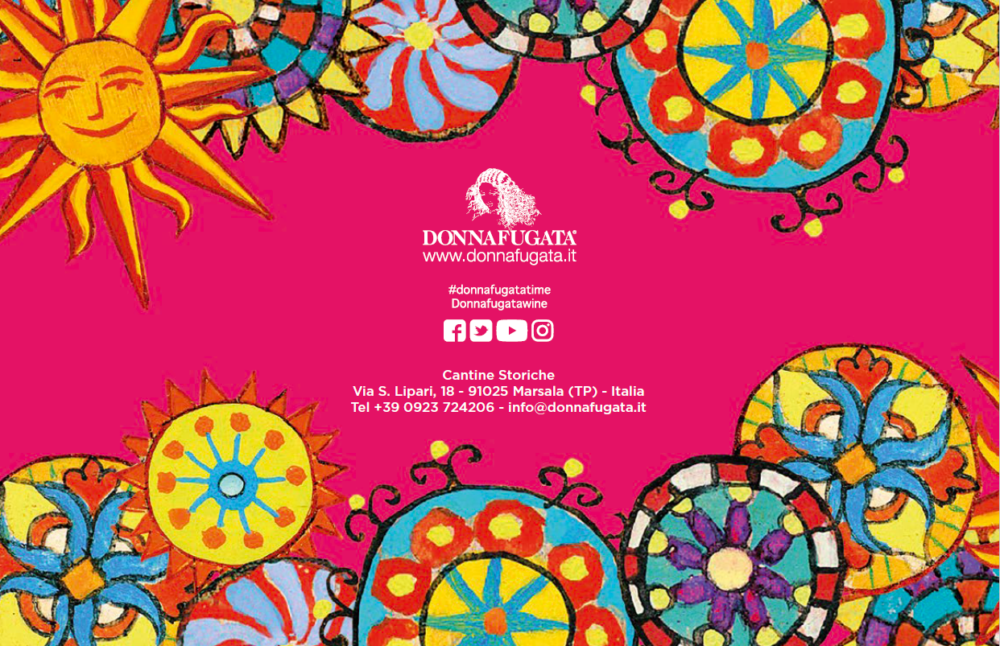 DONNAFUGATA®
www.donnafugata.it
#donnafugatatime
Donnafugatawine
Cantine Storiche
Via S. Lipari, 18 - 91025 Marsala (TP) - Italia
Tel +39 0923 724206 - info@donnafugata.it